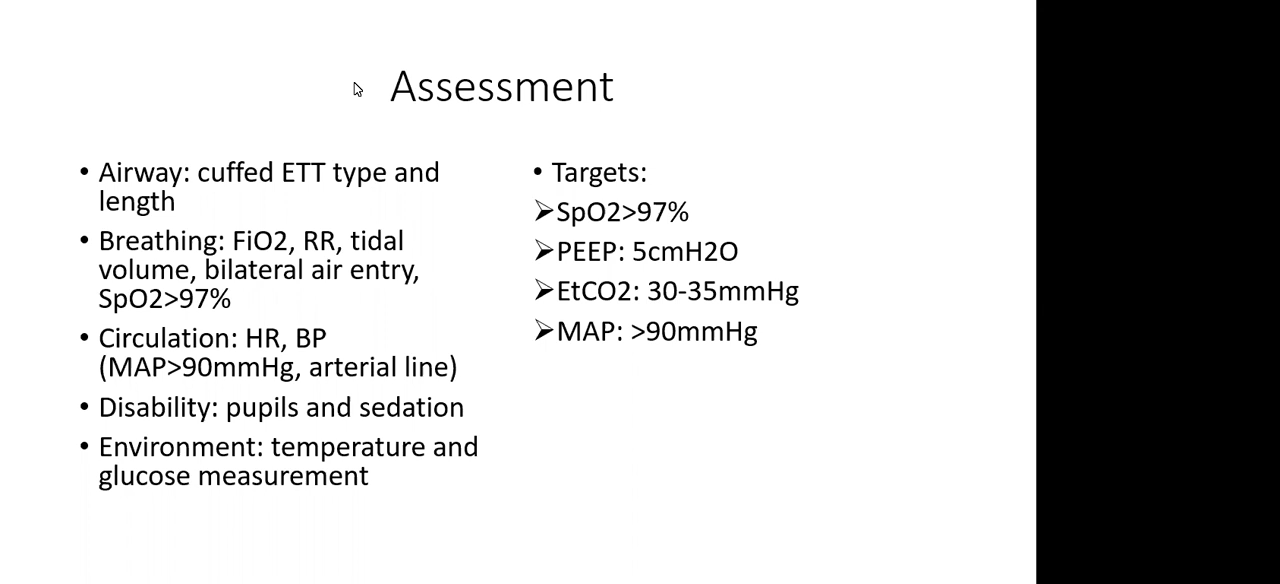 Assessment
• Airway: cuffed ETT type and
length
• Breathing: FiO2, RR, tidal
volume, bilateral air entry,
SpO2>97%
• Circulation: HR, BP
(MAP>90mmHg, arterial line)
• Disability: pupils and sedation
• Environment: temperature and
glucose measurement
• Targets:
➢SpO2>97%
➢PEEP: 5cmH2O
➢EtCO2: 30-35mmHg
➢MAP: >90mmHg